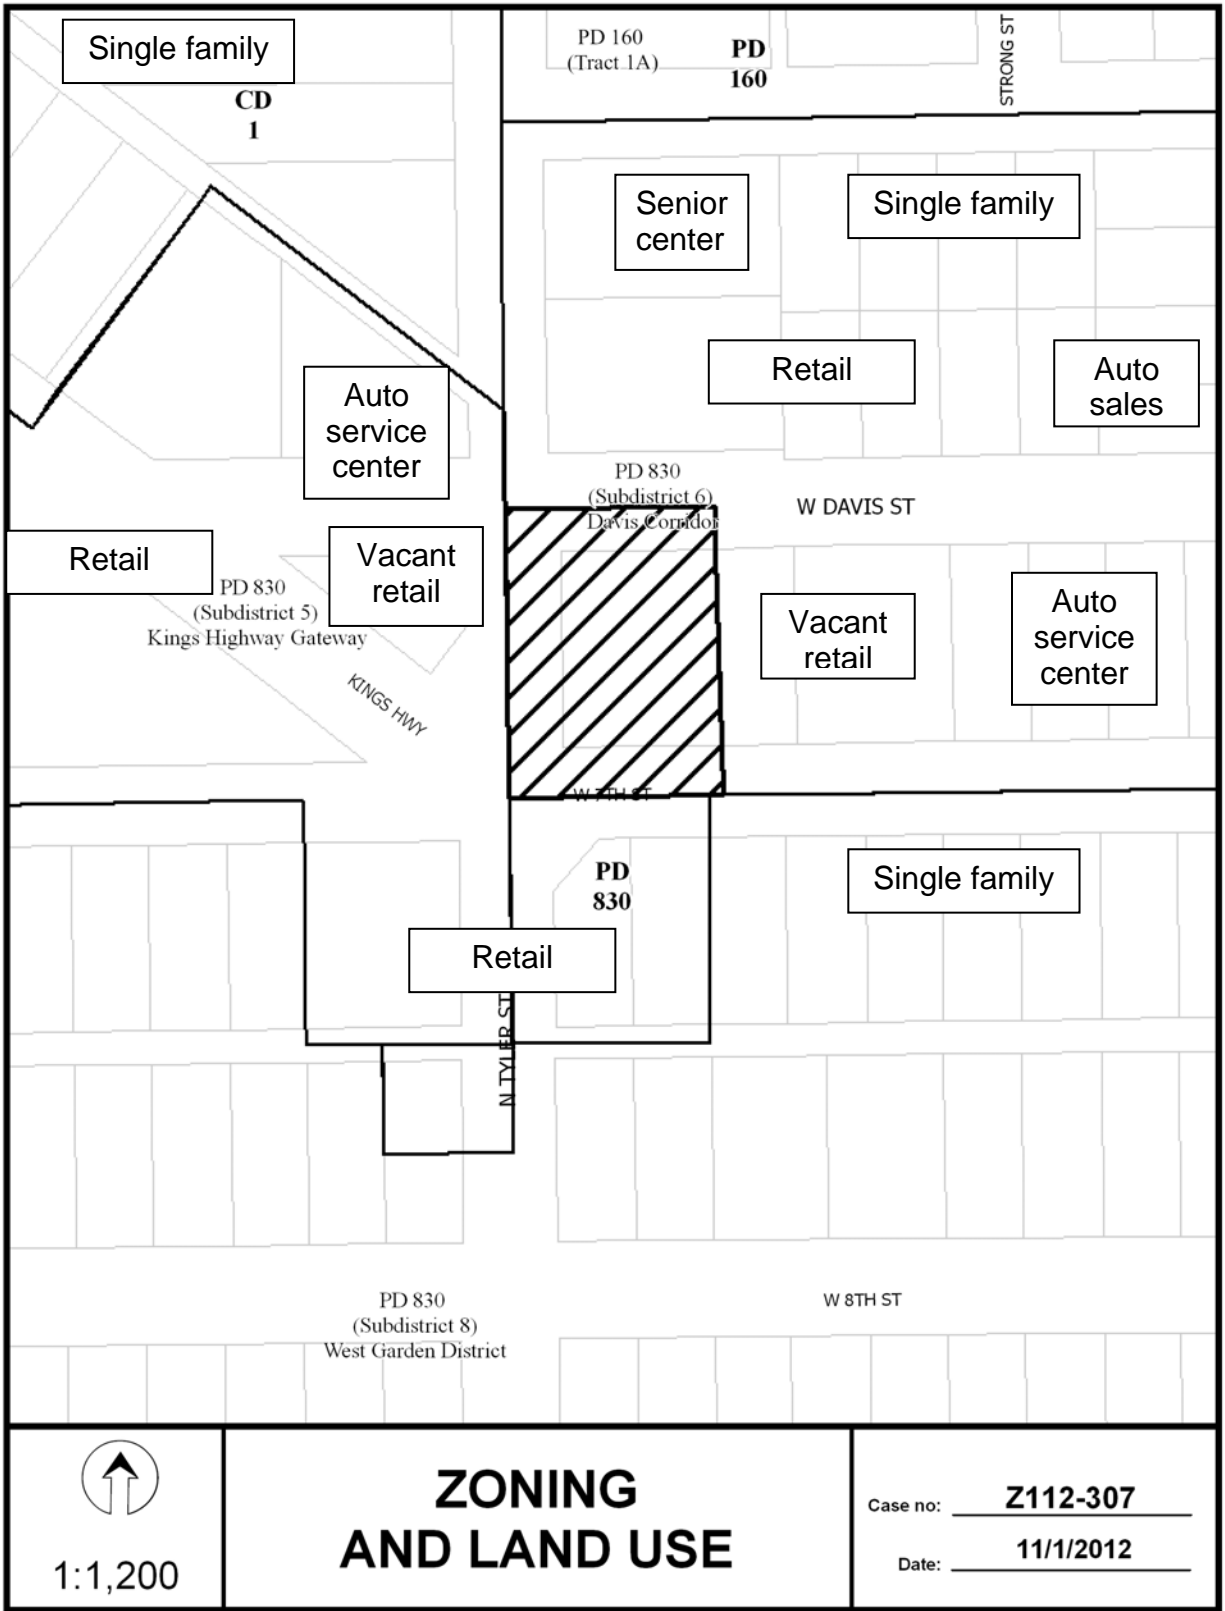 Single family
CD
1
PD 160
(Tract 1A)
PD
160
STRONG ST
Senior
center
Single family
Retail
Auto
sales
Auto
service
center
PD 830
(Subdistrict 6)
Davis Corridor
W DAVIS ST
Retail
Vacant
retail
PD 830
(Subdistrict 5)
Kings Highway Gateway
KINGS HWY
Vacant
retail
Auto
service
center
W 7TH ST
PD
830
Single family
Retail
N TYLER ST
PD 830
(Subdistrict 8)
West Garden District
W 8TH ST
1:1,200
ZONING
AND LAND USE
Case no: Z112-307
Date: 11/1/2012